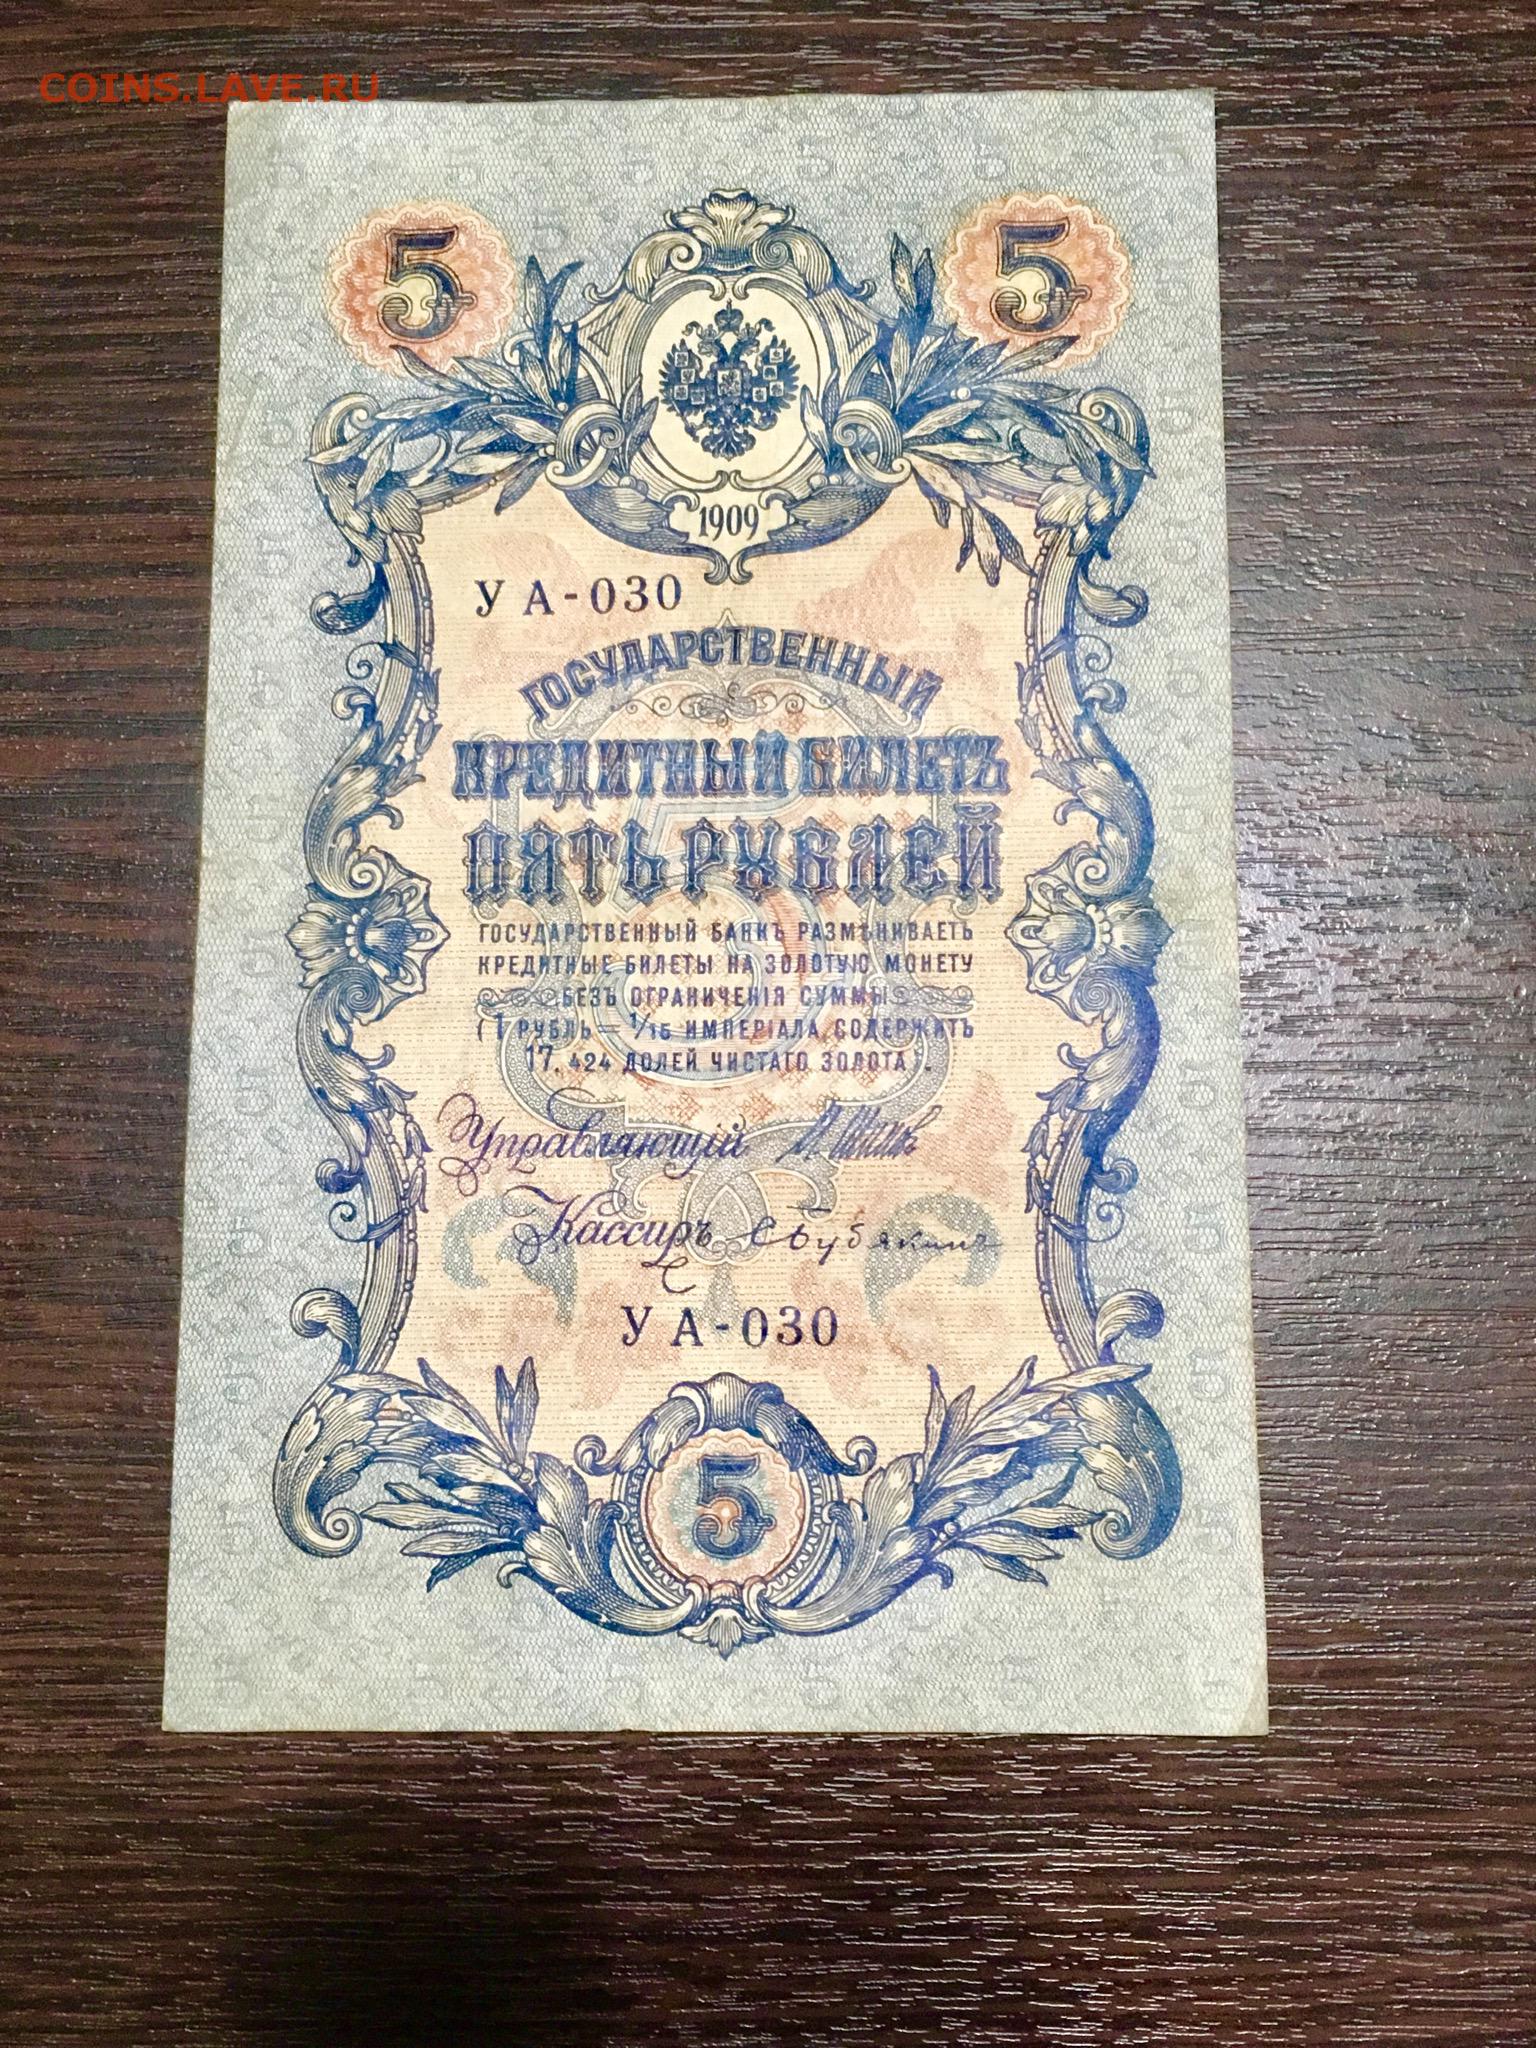 COINS.LAVE.RU
5 5
1909
УА-030
ГОСУДАРСТВЕННЫЙ
КРЕДИТНЫЙ БИЛЕТЪ
ПЯТЬ РУБЛЕЙ
ГОСУДАРСТВЕННЫЙ БАНКЪ РАЗМѢНИВАЕТЪ
КРЕДИТНЫЕ БИЛЕТЫ НА ЗОЛОТУЮ МОНЕТУ
БЕЗЪ ОГРАНИЧЕНІЯ СУММЫ
(1 РУБЛЬ = 1/15 ИМПЕРІАЛА, СОДЕРЖИТЪ
17, 424 ДОЛЕЙ ЧИСТАГО ЗОЛОТА).
Управляющій И Шипов
Кассиръ С Бубякинъ
УА-030
5